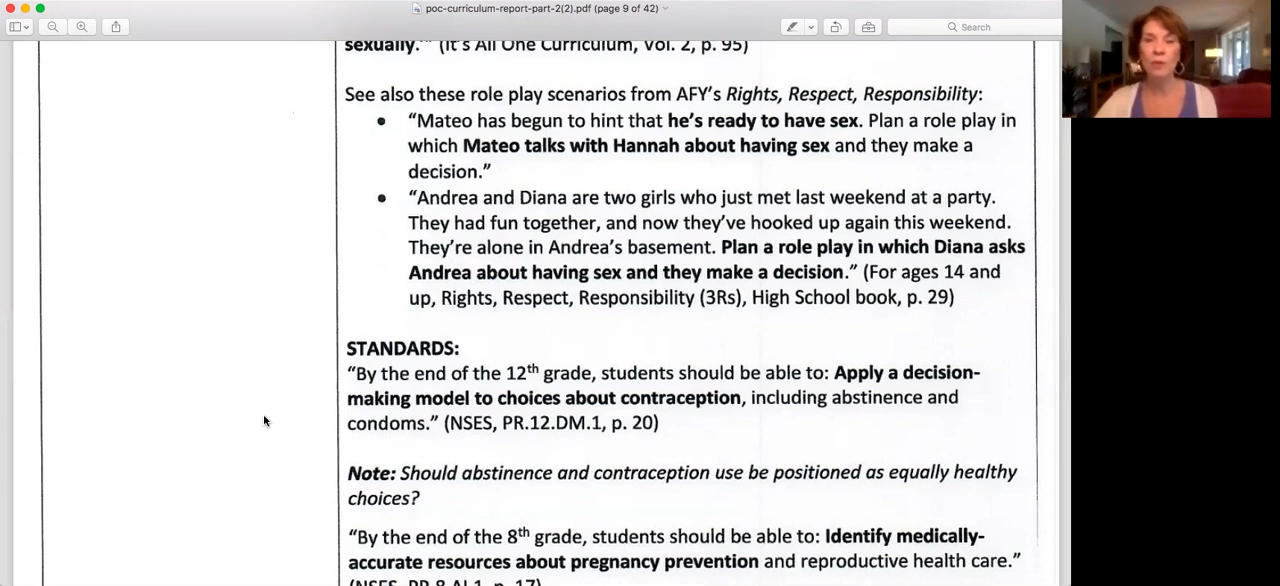 poc-curriculum-report-part-2(2).pdf (page 9 of 42)
Search
sexually.” (It’s All One Curriculum, Vol. 2, p. 95)
See also these role play scenarios from AFY’s Rights, Respect, Responsibility:
• “Mateo has begun to hint that he’s ready to have sex. Plan a role play in
which Mateo talks with Hannah about having sex and they make a
decision.”
• “Andrea and Diana are two girls who just met last weekend at a party.
They had fun together, and now they’ve hooked up again this weekend.
They’re alone in Andrea’s basement. Plan a role play in which Diana asks
Andrea about having sex and they make a decision.” (For ages 14 and
up, Rights, Respect, Responsibility (3Rs), High School book, p. 29)
STANDARDS:
“By the end of the 12th grade, students should be able to: Apply a decision-
making model to choices about contraception, including abstinence and
condoms.” (NSES, PR.12.DM.1, p. 20)
Note: Should abstinence and contraception use be positioned as equally healthy
choices?
“By the end of the 8th grade, students should be able to: Identify medically-
accurate resources about pregnancy prevention and reproductive health care.”
(NSES, PR.8.AI.1, p. 17)